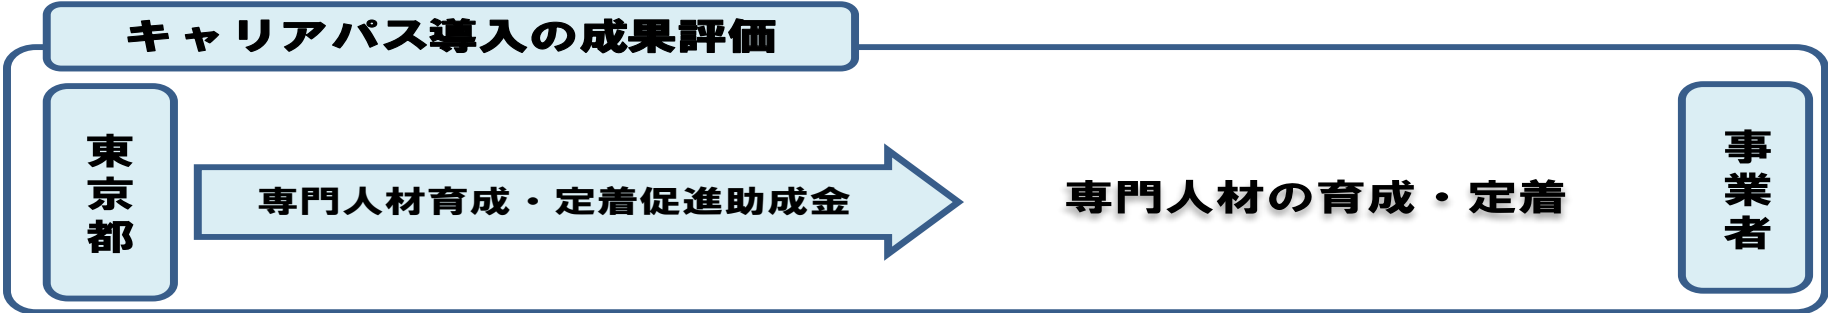 キャリアパス導入の成果評価
東京都
専門人材育成・定着促進助成金
専門人材の育成・定着
事業者